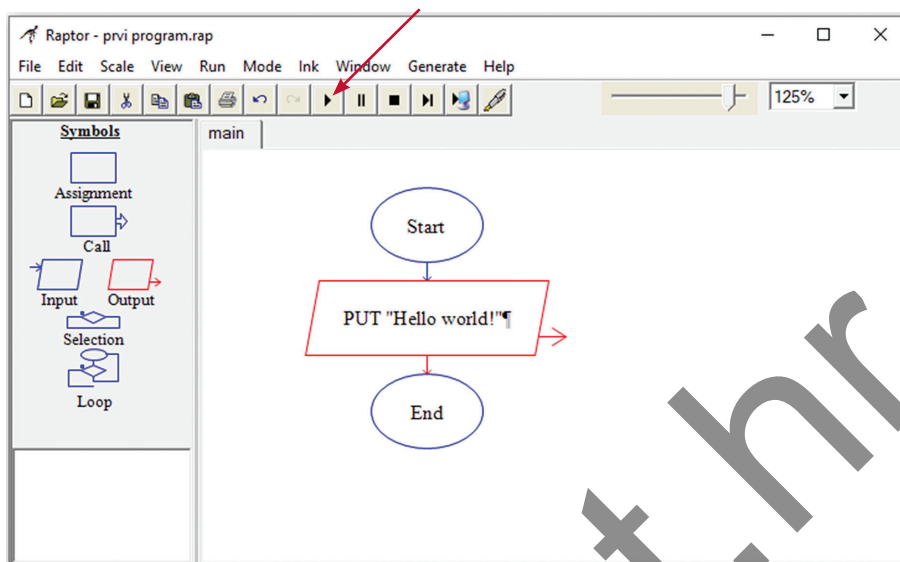 Raptor - prvi program.rap
File Edit Scale View Run Mode Ink Window Generate Help
125%
Symbols
main
Assignment
Call
Input Output
Selection
Loop
Start
PUT "Hello world!"¶
End
t.hr